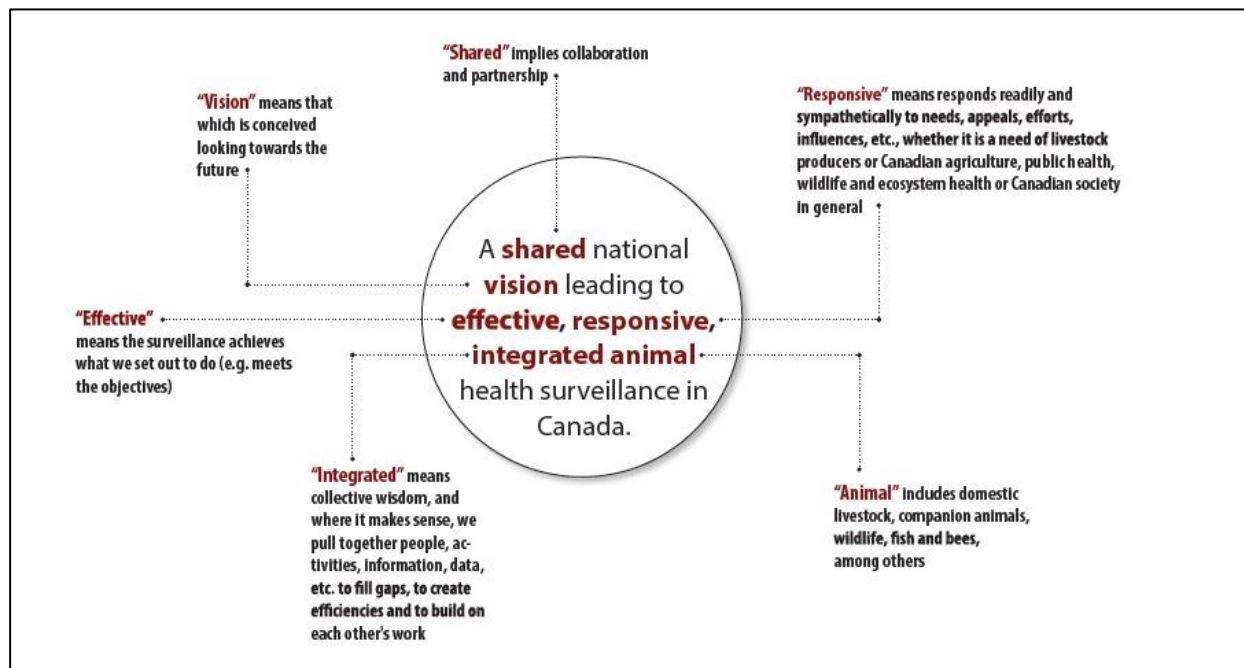 “Shared” implies collaboration
and partnership
“Vision” means that
which is conceived
looking towards the
future
“Responsive” means responds readily and
sympathetically to needs, appeals, efforts,
influences, etc., whether it is a need of livestock
producers or Canadian agriculture, public health,
wildlife and ecosystem health or Canadian society
in general
A shared national
vision leading to
effective, responsive,
integrated animal
health surveillance in
Canada.
“Effective”
means the surveillance achieves
what we set out to do (e.g. meets
the objectives)
“Integrated” means
collective wisdom, and
where it makes sense, we
pull together people, ac-
tivities, information, data,
etc. to fill gaps, to create
efficiencies and to build on
each other's work
“Animal” includes domestic
livestock, companion animals,
wildlife, fish and bees,
among others